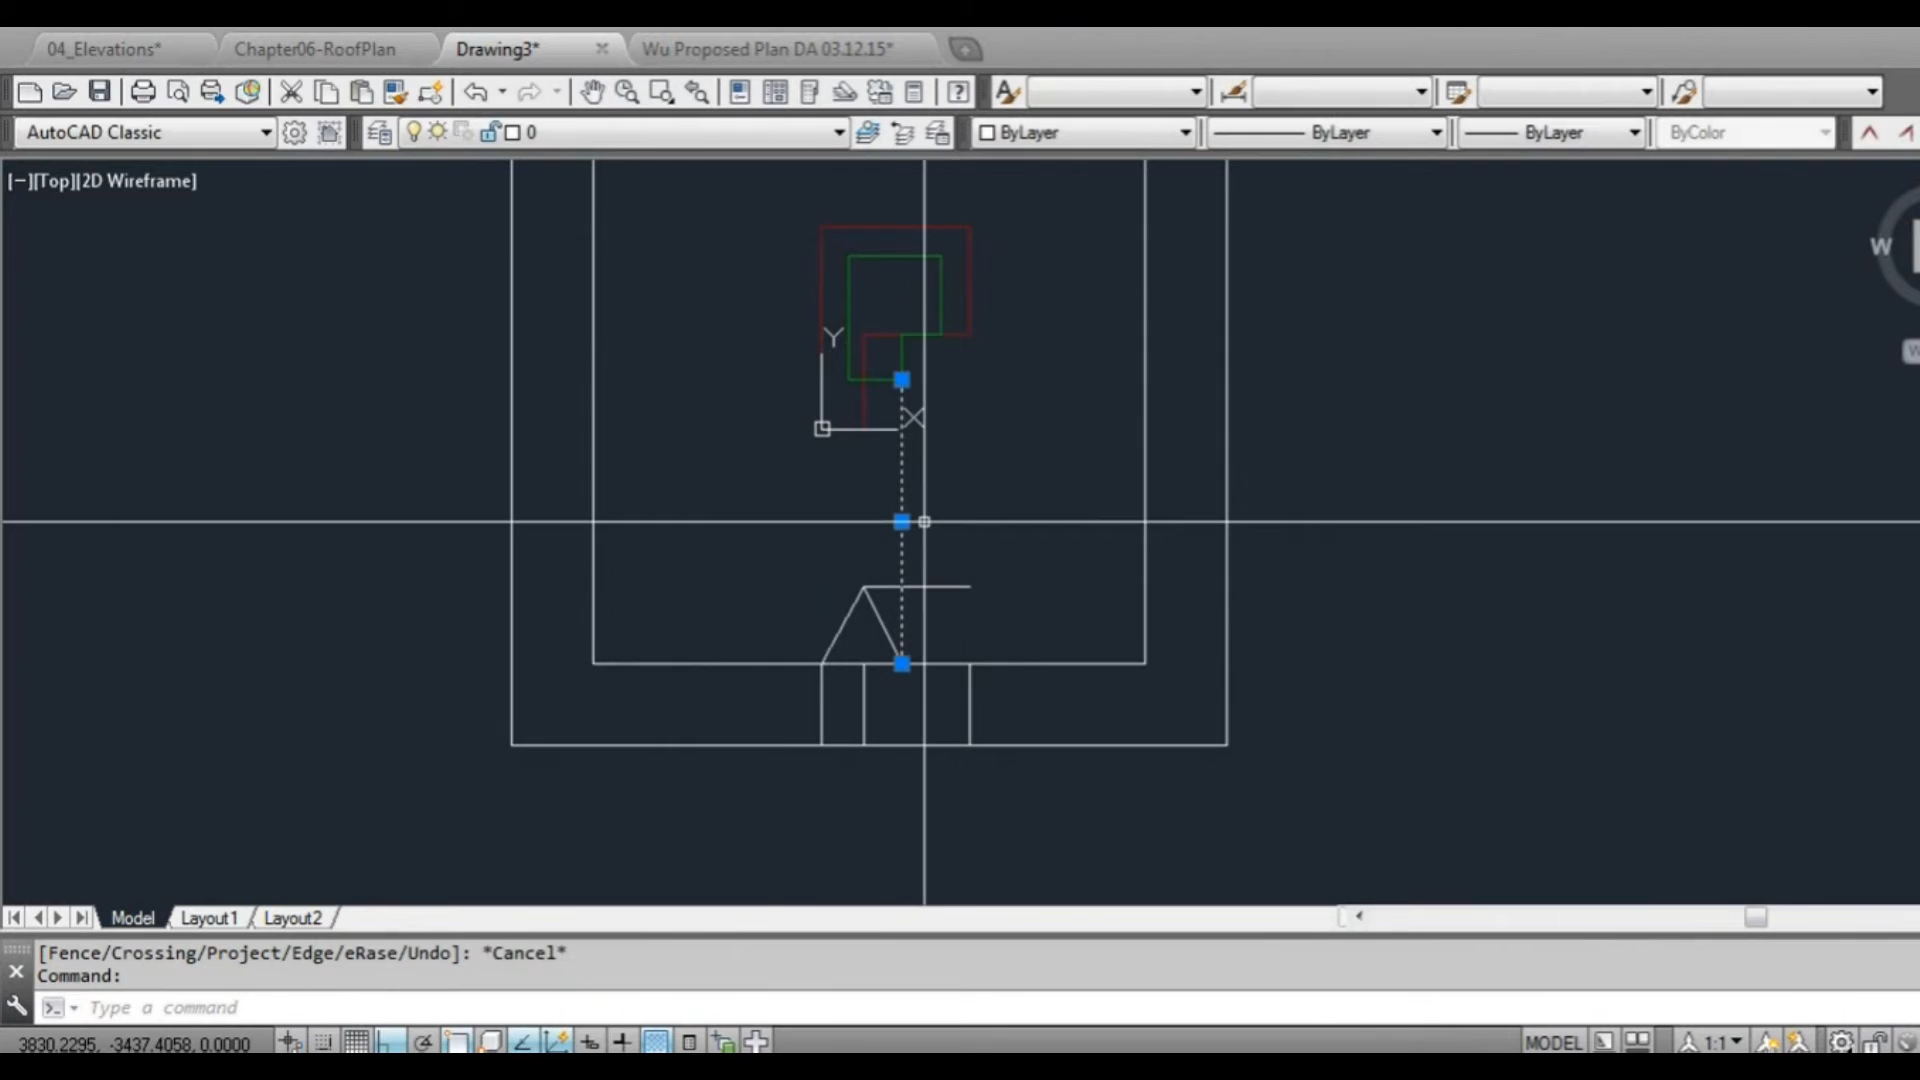 04_Elevations*
Chapter06-RoofPlan
Drawing3*
Wu Proposed Plan DA 03.12.15*
AutoCAD Classic
0
ByLayer
ByLayer
ByLayer
ByColor
[−][Top][2D Wireframe]
W
Y
X
Model
Layout1
Layout2
[Fence/Crossing/Project/Edge/eRase/Undo]: *Cancel*
Command:
Type a command
3830.2295, -3437.4058, 0.0000
MODEL
1:1